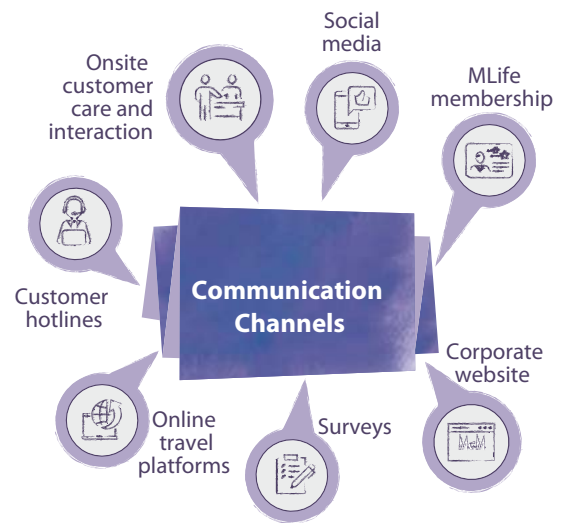 Social
media
Onsite
customer
care and
interaction
MLife
membership
Communication
Channels
Customer
hotlines
Corporate
website
Online
travel
platforms
Surveys